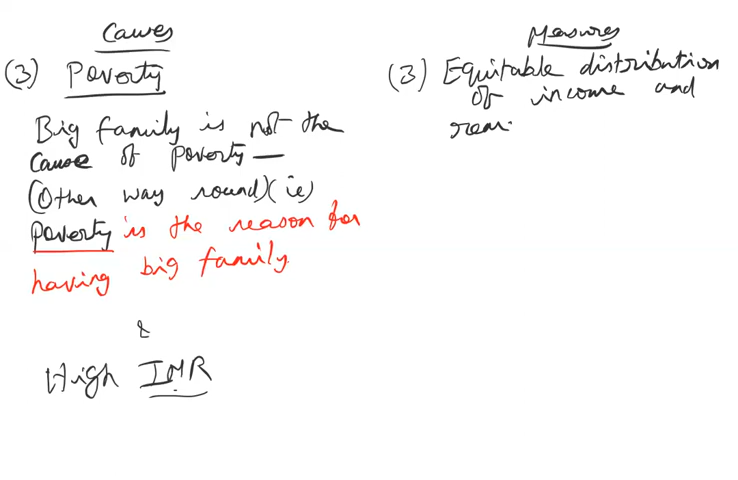 Causes
(3) Poverty
Big family is not the
cause of poverty —
(Other way round) (ie)
poverty is the reason for
having big family.
&
High IMR
Measures
(3) Equitable distribution
of income and